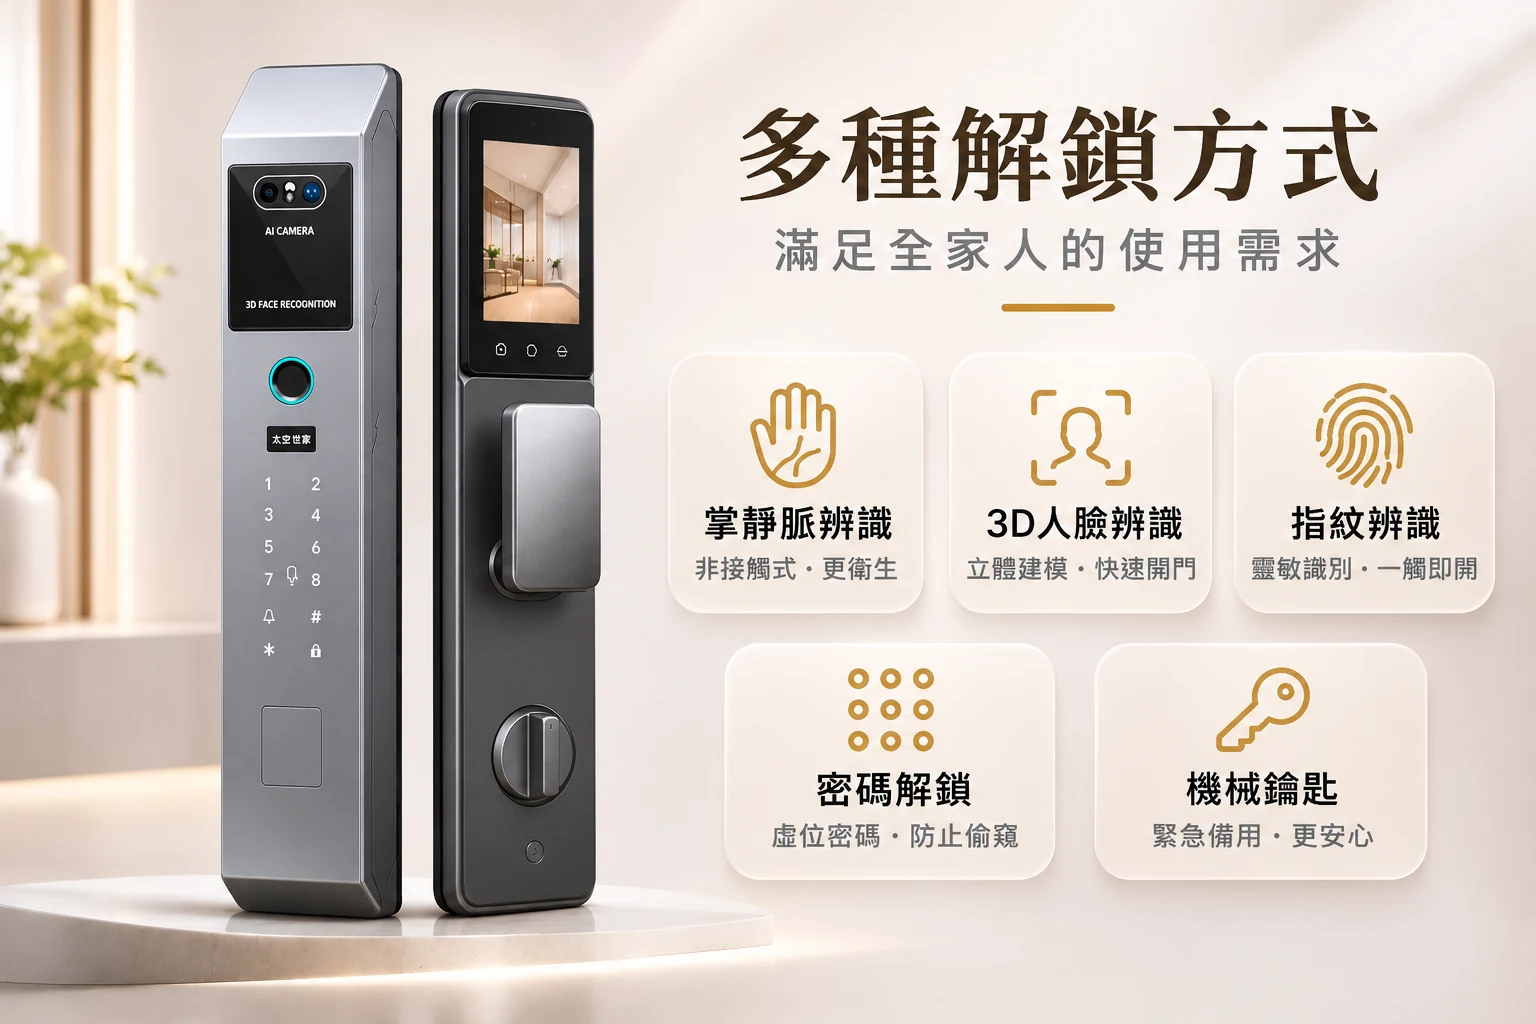 AI CAMERA
3D FACE RECOGNITION
太空世家
1 2
3 4
5 6
7 8
#
*
多種解鎖方式
滿足全家人的使用需求
掌靜脈辨識
非接觸式·更衛生
3D人臉辨識
立體建模·快速開門
指紋辨識
靈敏識別·一觸即開
密碼解鎖
虛位密碼·防止偷窺
機械鑰匙
緊急備用·更安心